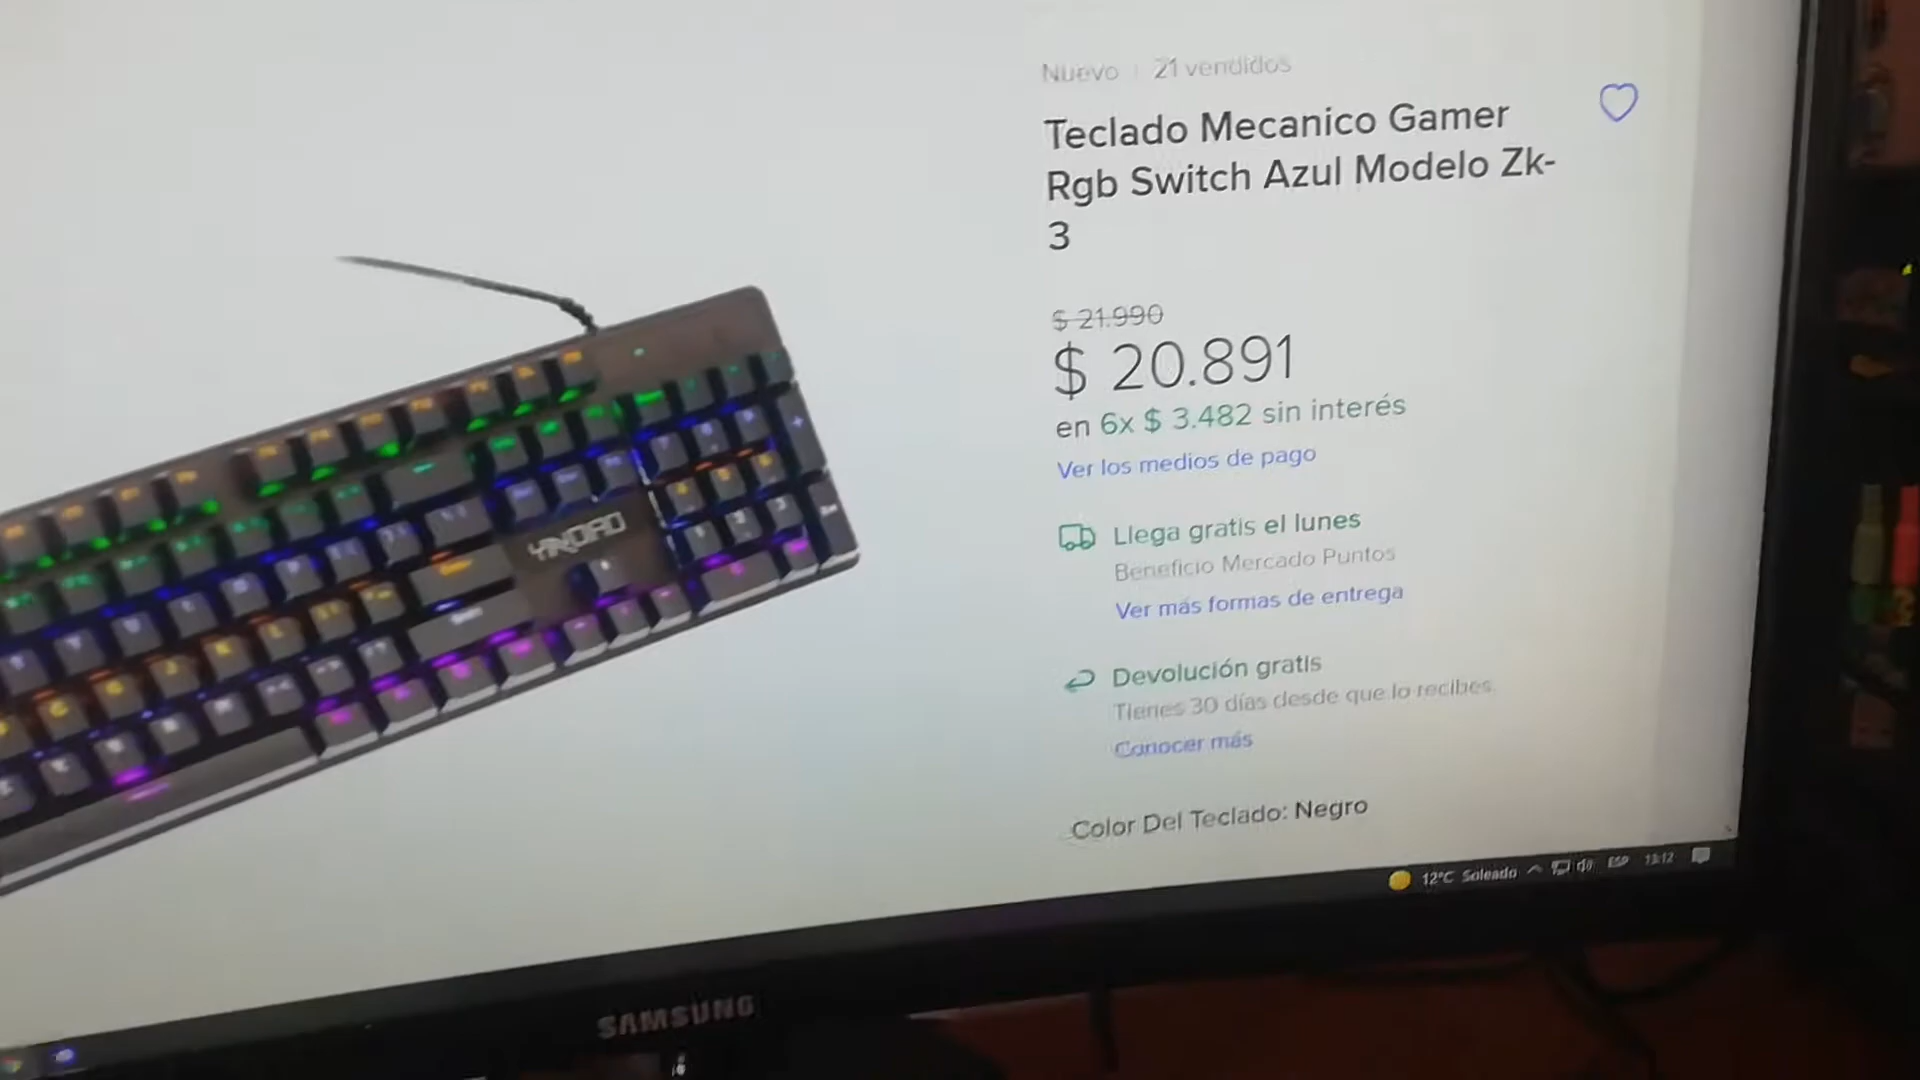 Nuevo | 21 vendidos
Teclado Mecanico Gamer
Rgb Switch Azul Modelo Zk-
3
$ 21.990
$ 20.891
en 6x $ 3.482 sin interés
Ver los medios de pago
Llega gratis el lunes
Beneficio Mercado Puntos
Ver más formas de entrega
Devolución gratis
Tienes 30 días desde que lo recibes.
Conocer más
Color Del Teclado: Negro
12°C Soleado ESP 13:12
SAMSUNG